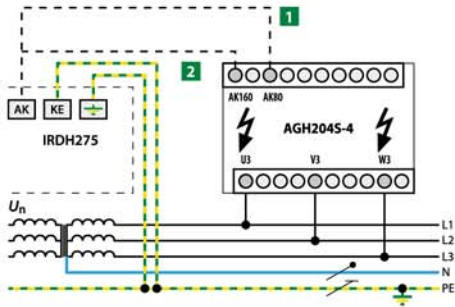 1
2
AK160 AK80
AK KE
IRDH275
AGH204S-4
U3 V3 W3
Un
L1
L2
L3
N
PE